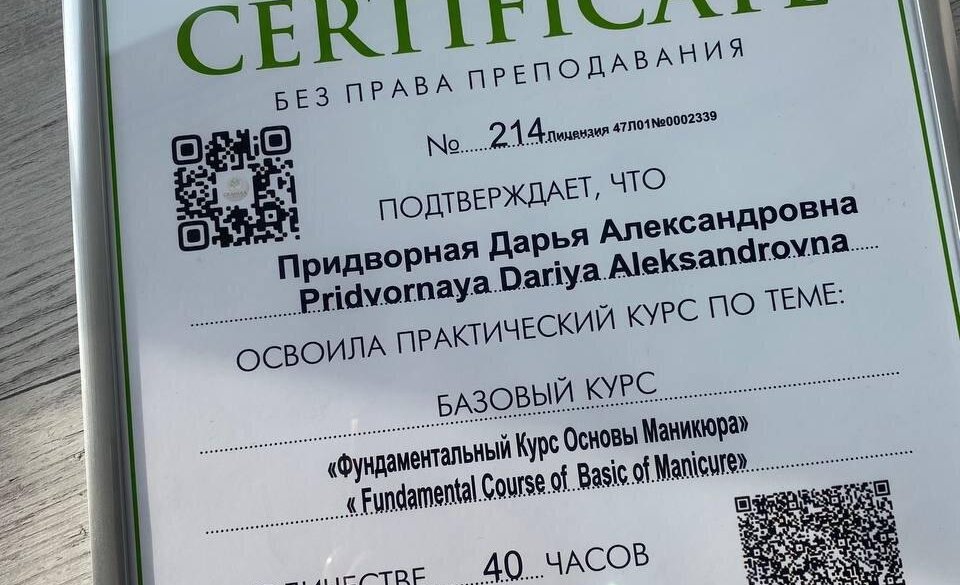 CERTIFICATE
БЕЗ ПРАВА ПРЕПОДАВАНИЯ
№ 214 Лицензия 47Л01№0002339
ПОДТВЕРЖДАЕТ, ЧТО
Придворная Дарья Александровна
Pridvornaya Dariya Aleksandrovna
ОСВОИЛА ПРАКТИЧЕСКИЙ КУРС ПО ТЕМЕ:
БАЗОВЫЙ КУРС
«Фундаментальный Курс Основы Маникюра»
« Fundamental Course of Basic of Manicure»
40 ЧАСОВ